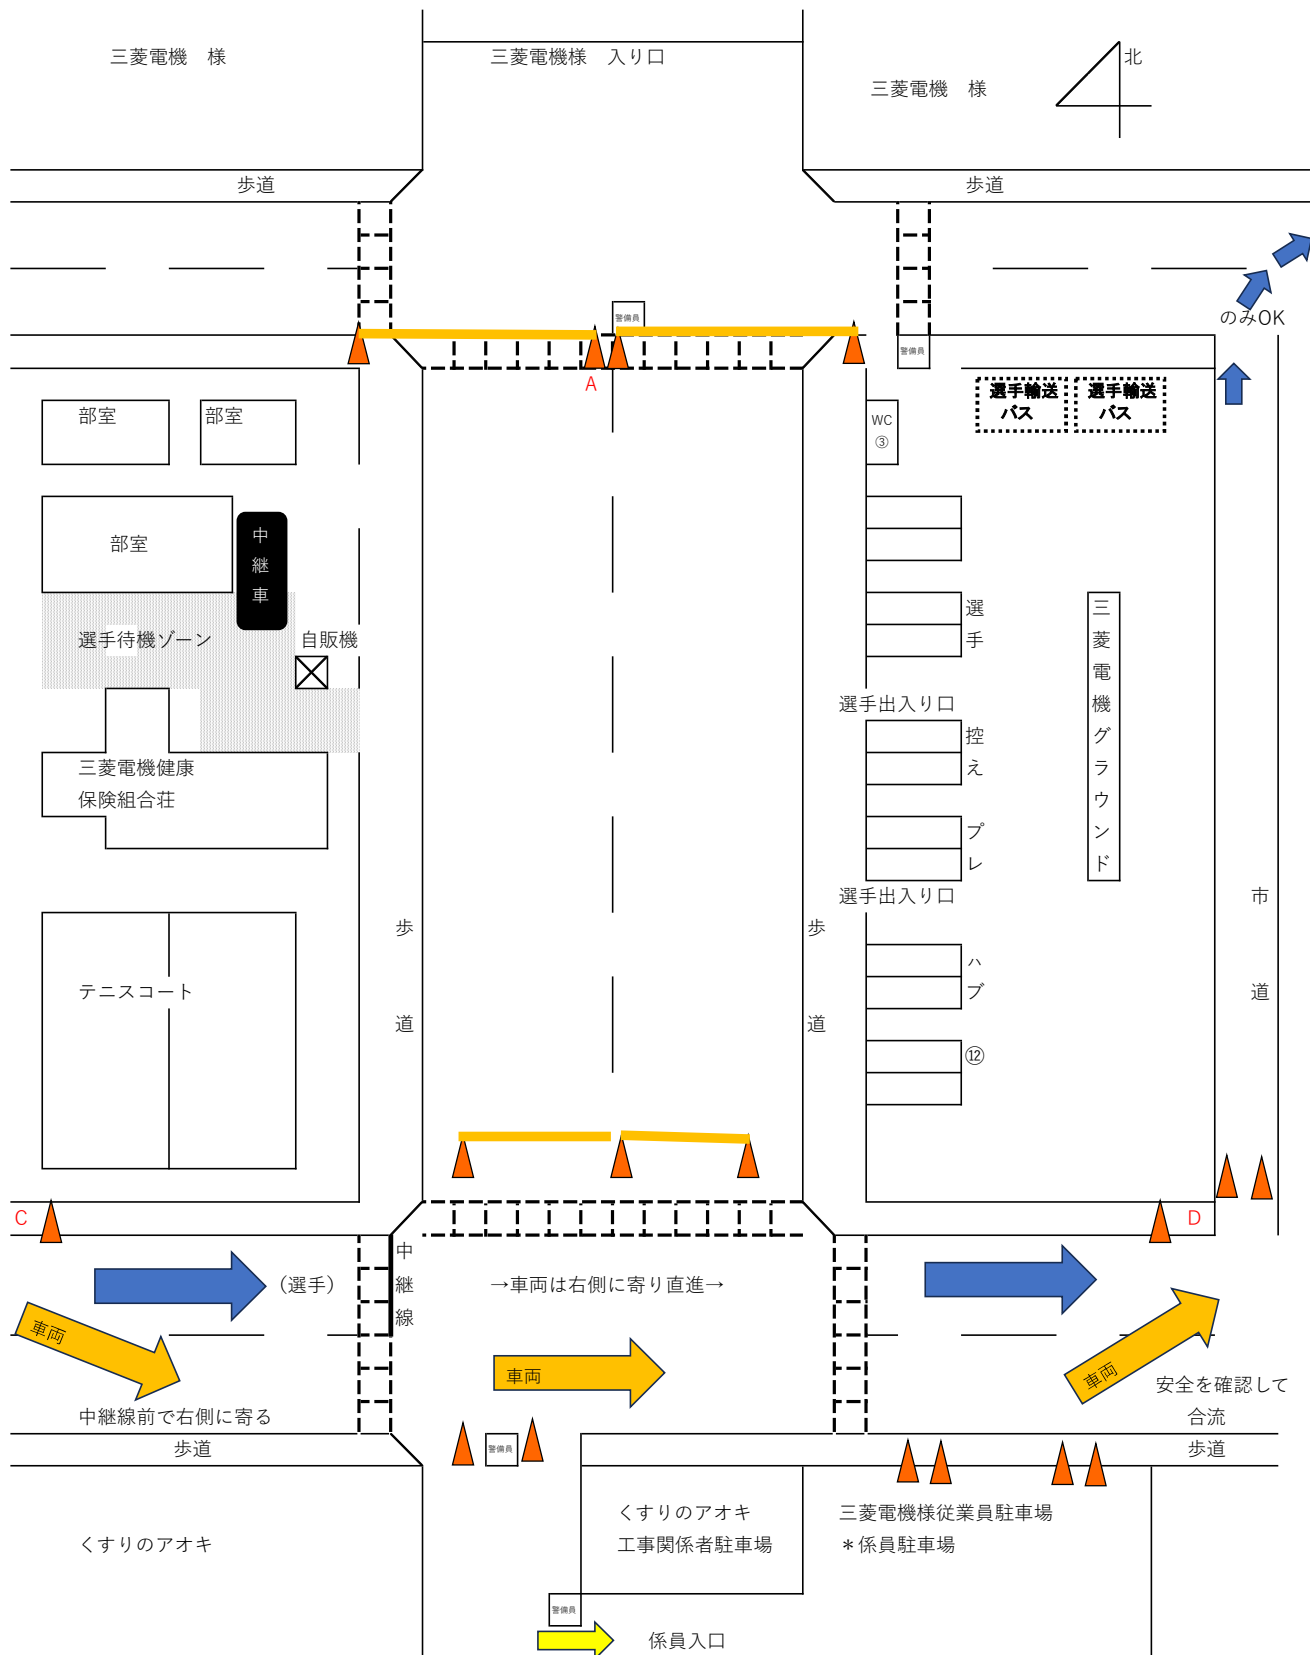 三菱電機　様
三菱電機様　入り口
三菱電機　様
北
歩道
歩道
のみOK
警備員
警備員
A
選手輸送
バス
選手輸送
バス
部室
部室
WC
③
部室
中継車
選手待機ゾーン
自販機
選手
三菱電機グラウンド
選手出入り口
控え
三菱電機健康
保険組合荘
プレ
選手出入り口
市道
歩道
歩道
テニスコート
ハブ
⑫
C
D
中継線
（選手）
→車両は右側に寄り直進→
車両
車両
車両
安全を確認して
合流
中継線前で右側に寄る
歩道
警備員
歩道
くすりのアオキ
くすりのアオキ
工事関係者駐車場
三菱電機様従業員駐車場
＊係員駐車場
警備員
係員入口